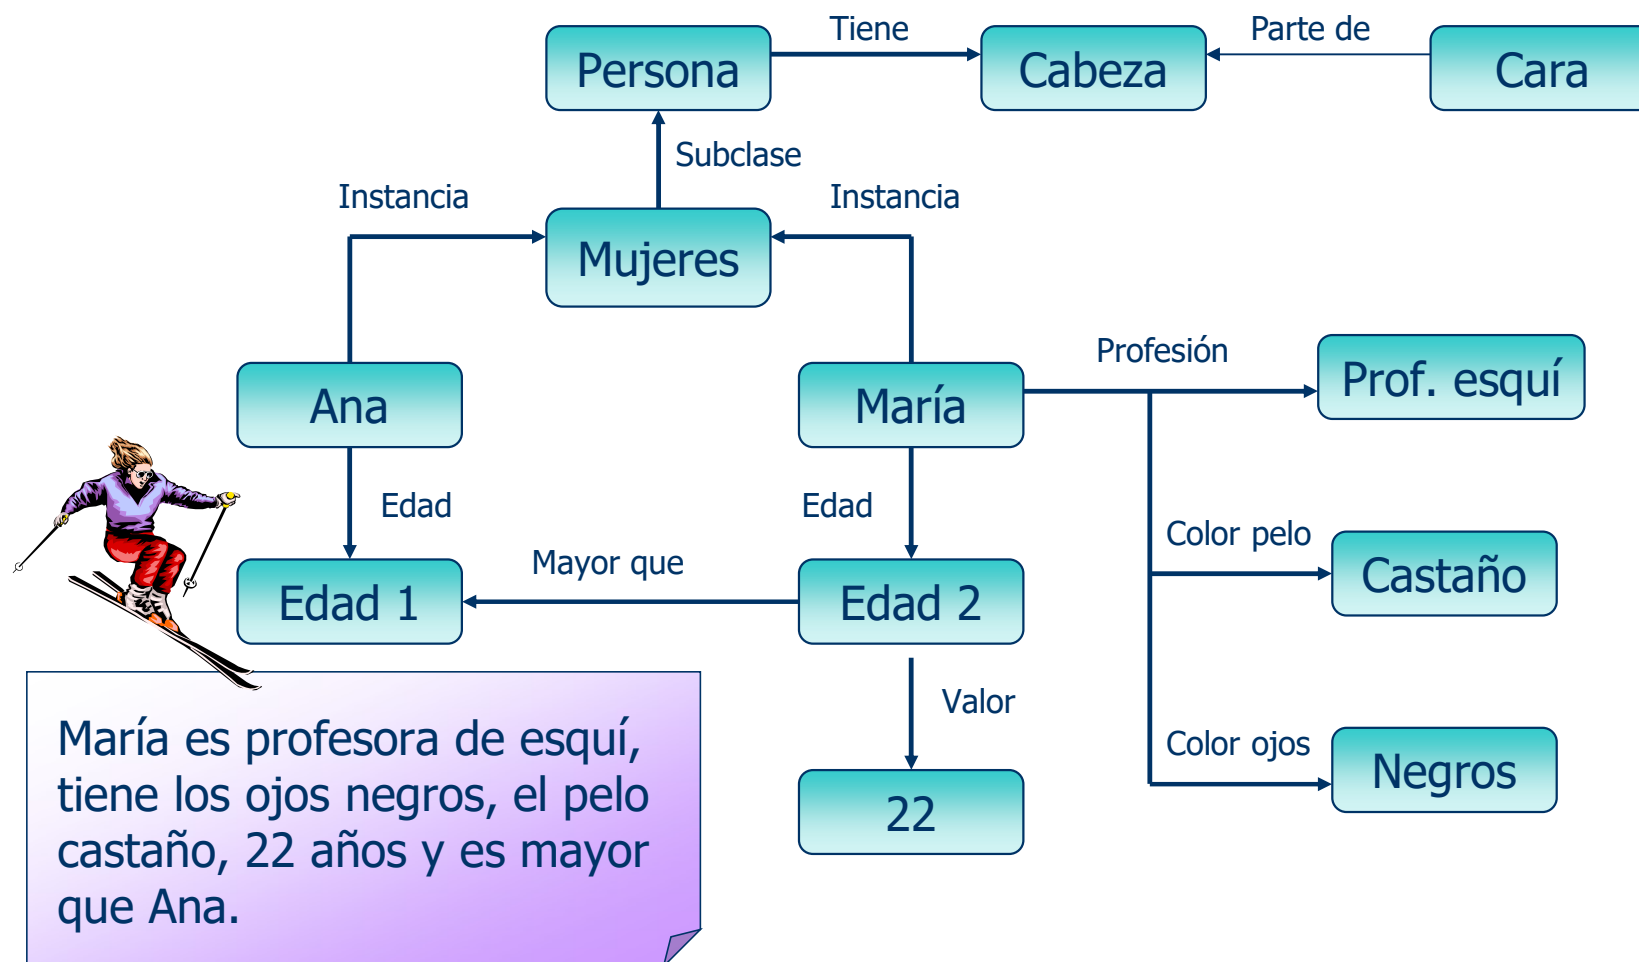 Tiene
Parte de
Persona
Cabeza
Cara
Subclase
Instancia
Instancia
Mujeres
Profesión
Ana
María
Prof. esquí
Edad
Edad
Color pelo
Mayor que
Edad 1
Edad 2
Castaño
Valor
Color ojos
Negros
22
María es profesora de esquí,
tiene los ojos negros, el pelo
castaño, 22 años y es mayor
que Ana.